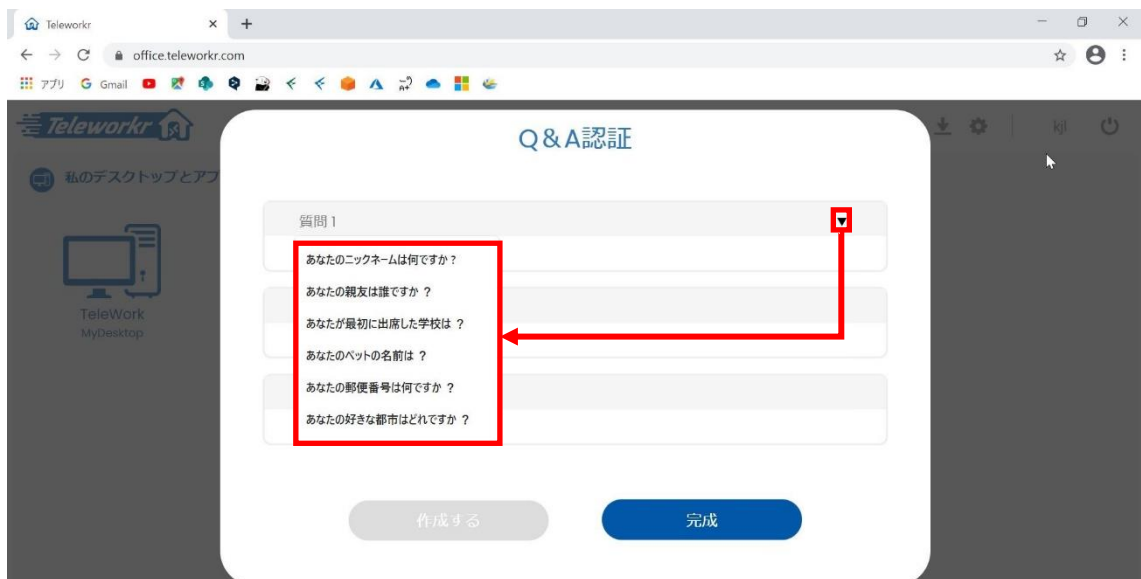 Teleworkr
office.teleworkr.com
アプリ Gmail
Teleworkr
Q&A認証
kjl
私のデスクトップとアプ
質問 1
あなたのニックネームは何ですか?
あなたの親友は誰ですか ?
あなたが最初に出席した学校は ?
あなたのペットの名前は ?
あなたの郵便番号は何ですか ?
あなたの好きな都市はどれですか ?
TeleWork
MyDesktop
作成する
完成